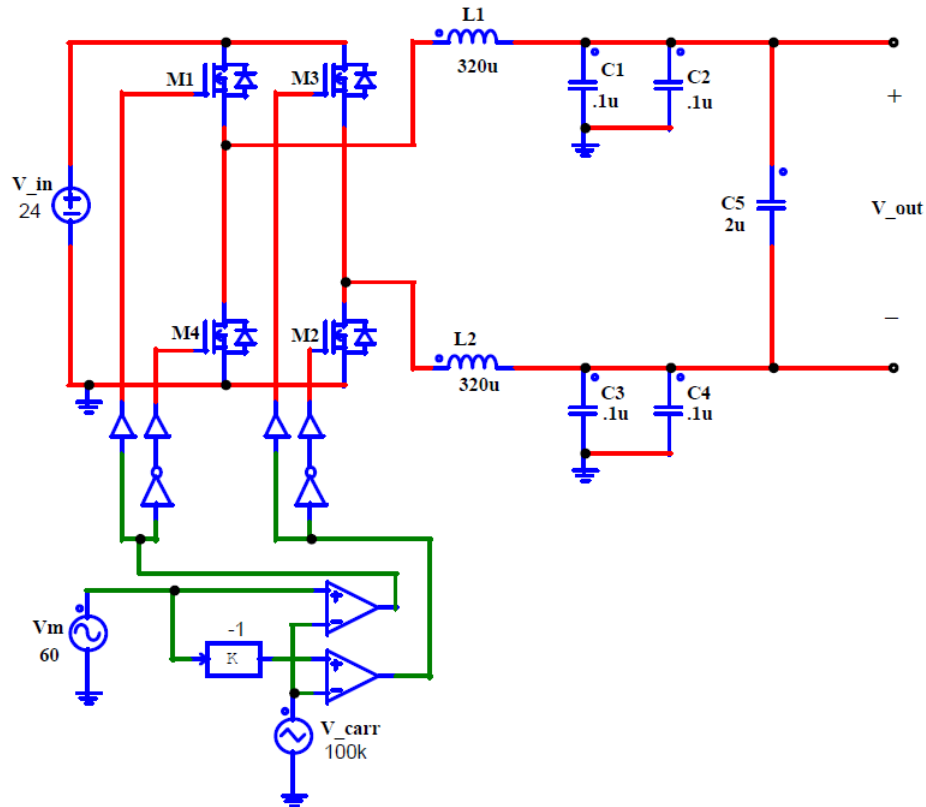 L1
320u
M1
M3
C1
.1u
C2
.1u
+
V_in
24
C5
2u
V_out
M4
M2
L2
320u
–
C3
.1u
C4
.1u
Vm
60
-1
K
V_carr
100k